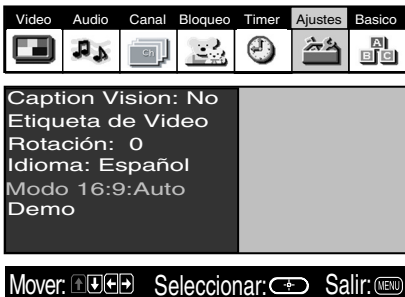 Video Audio Canal Bloqueo Timer Ajustes Basico
Ch A B C
Caption Vision: No
Etiqueta de Video
Rotación: 0
Idioma: Español
Modo 16:9:Auto
Demo
Mover: Seleccionar: Salir: MENU